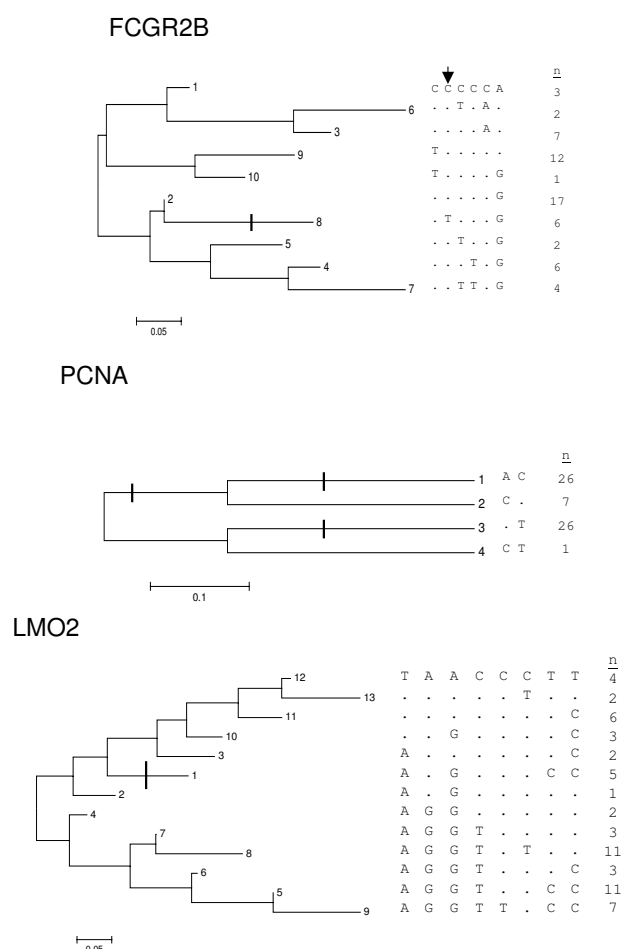 FCGR2B
n
1 C C C C C A 3
6 . . T . A . 2
3 . . . . A . 7
9 T . . . . . 12
10 T . . . . G 1
2 . . . . . G 17
8 . T . . . G 6
5 . . T . . G 2
4 . . . T . G 6
7 . . T T . G 4
0.05
PCNA
n
1 A C 26
2 C . 7
3 . T 26
4 C T 1
0.1
LMO2
n
12 T A A C C C T T 4
13 . . . . . T . . 2
11 . . . . . . . C 6
10 . . G . . . . C 3
3 A . . . . . . C 2
1 A . G . . . C C 5
2 A . G . . . . . 1
4 A G G . . . . . 2
7 A G G T . . . . 3
8 A G G T . T . . 11
6 A G G T . . . C 3
5 A G G T . . C C 11
9 A G G T T . C C 7
0.05